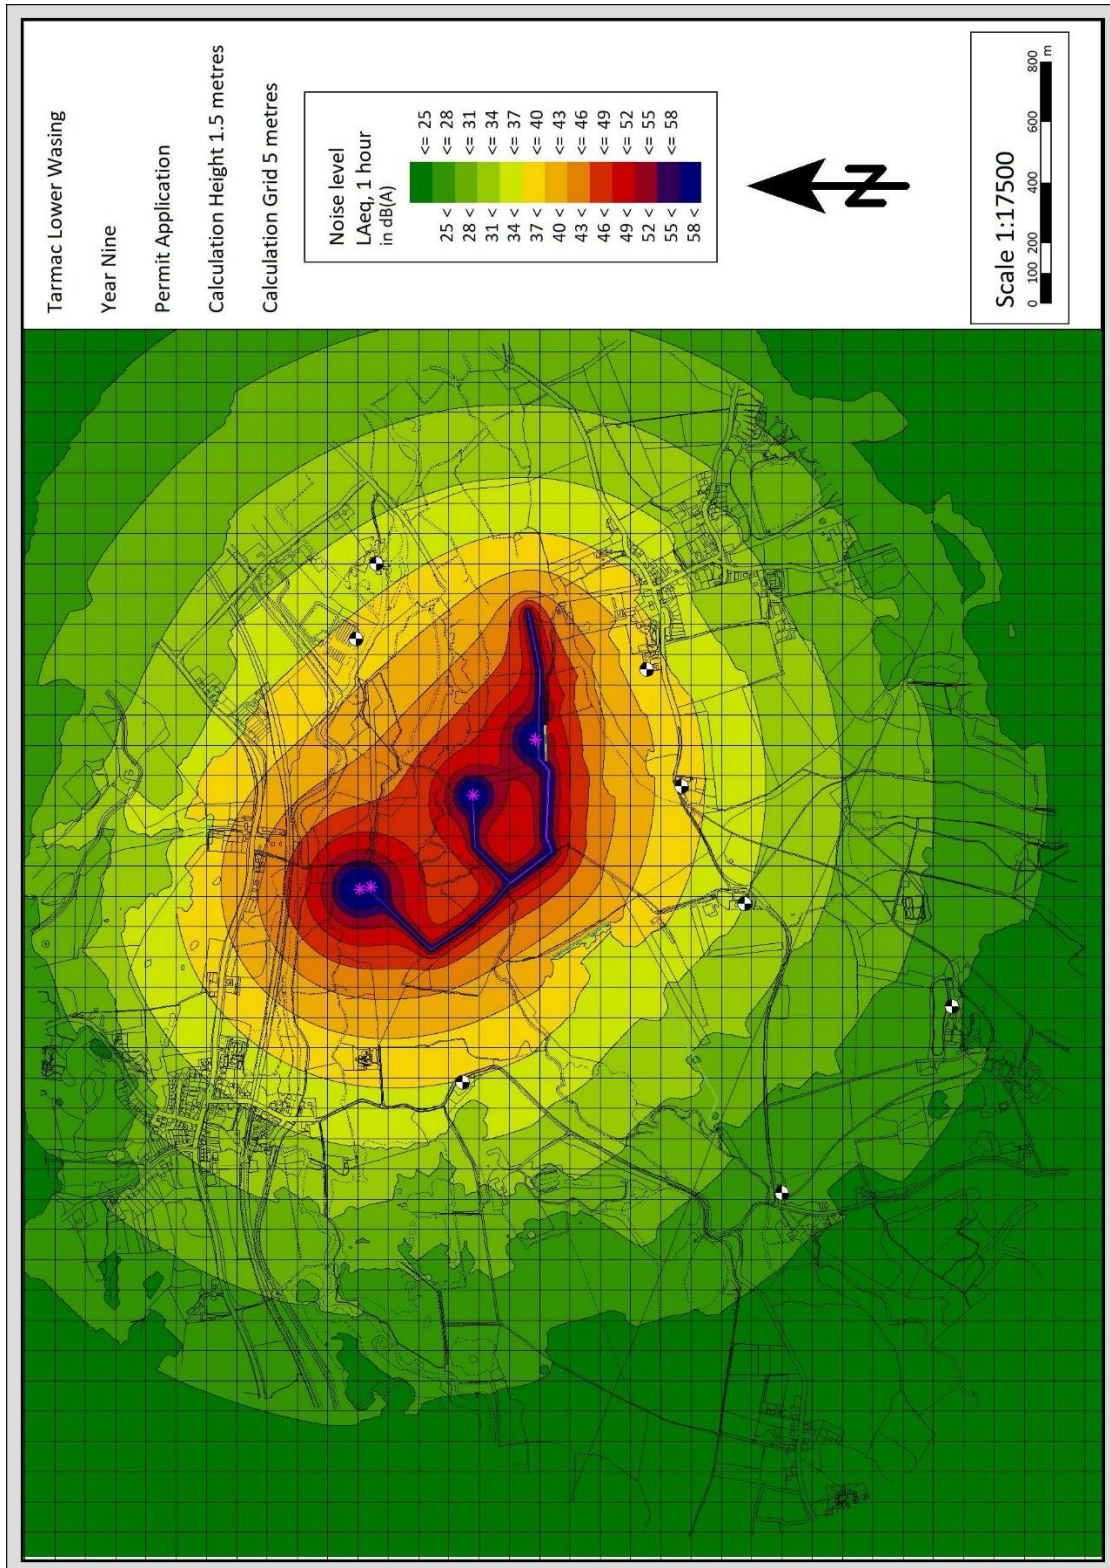 Tarmac Lower Wasing
Year Nine
Permit Application
Calculation Height 1.5 metres
Calculation Grid 5 metres
Noise level
LAeq, 1 hour
in dB(A)
<= 25
25 < <= 28
28 < <= 31
31 < <= 34
34 < <= 37
37 < <= 40
40 < <= 43
43 < <= 46
46 < <= 49
49 < <= 52
52 < <= 55
55 < <= 58
58 <
N
Scale 1:17500
0 100 200 400 600 800
m